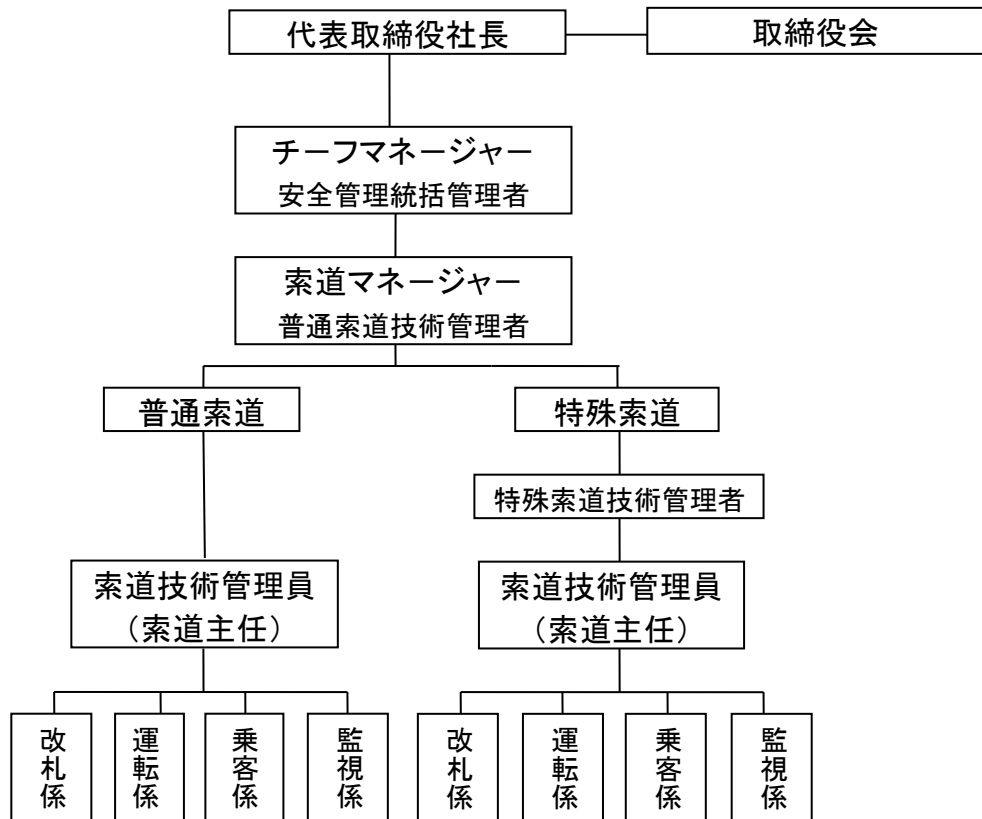 代表取締役社長
取締役会
チーフマネージャー
安全管理統括管理者
索道マネージャー
普通索道技術管理者
普通索道
特殊索道
特殊索道技術管理者
索道技術管理員
（索道主任）
索道技術管理員
（索道主任）
改札係
運転係
乗客係
監視係
改札係
運転係
乗客係
監視係